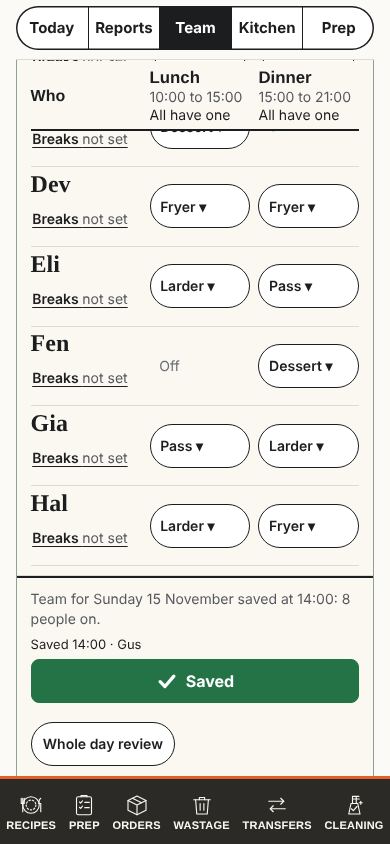 Today Reports Team Kitchen Prep
Who
Lunch Dinner
10:00 to 15:00 15:00 to 21:00
All have one All have one
Breaks not set
Dev
Breaks not set Fryer ▾ Fryer ▾
Eli
Breaks not set Larder ▾ Pass ▾
Fen
Breaks not set Off Dessert ▾
Gia
Breaks not set Pass ▾ Larder ▾
Hal
Breaks not set Larder ▾ Fryer ▾
Team for Sunday 15 November saved at 14:00: 8
people on.
Saved 14:00 · Gus
Saved
Whole day review
RECIPES PREP ORDERS WASTAGE TRANSFERS CLEANING